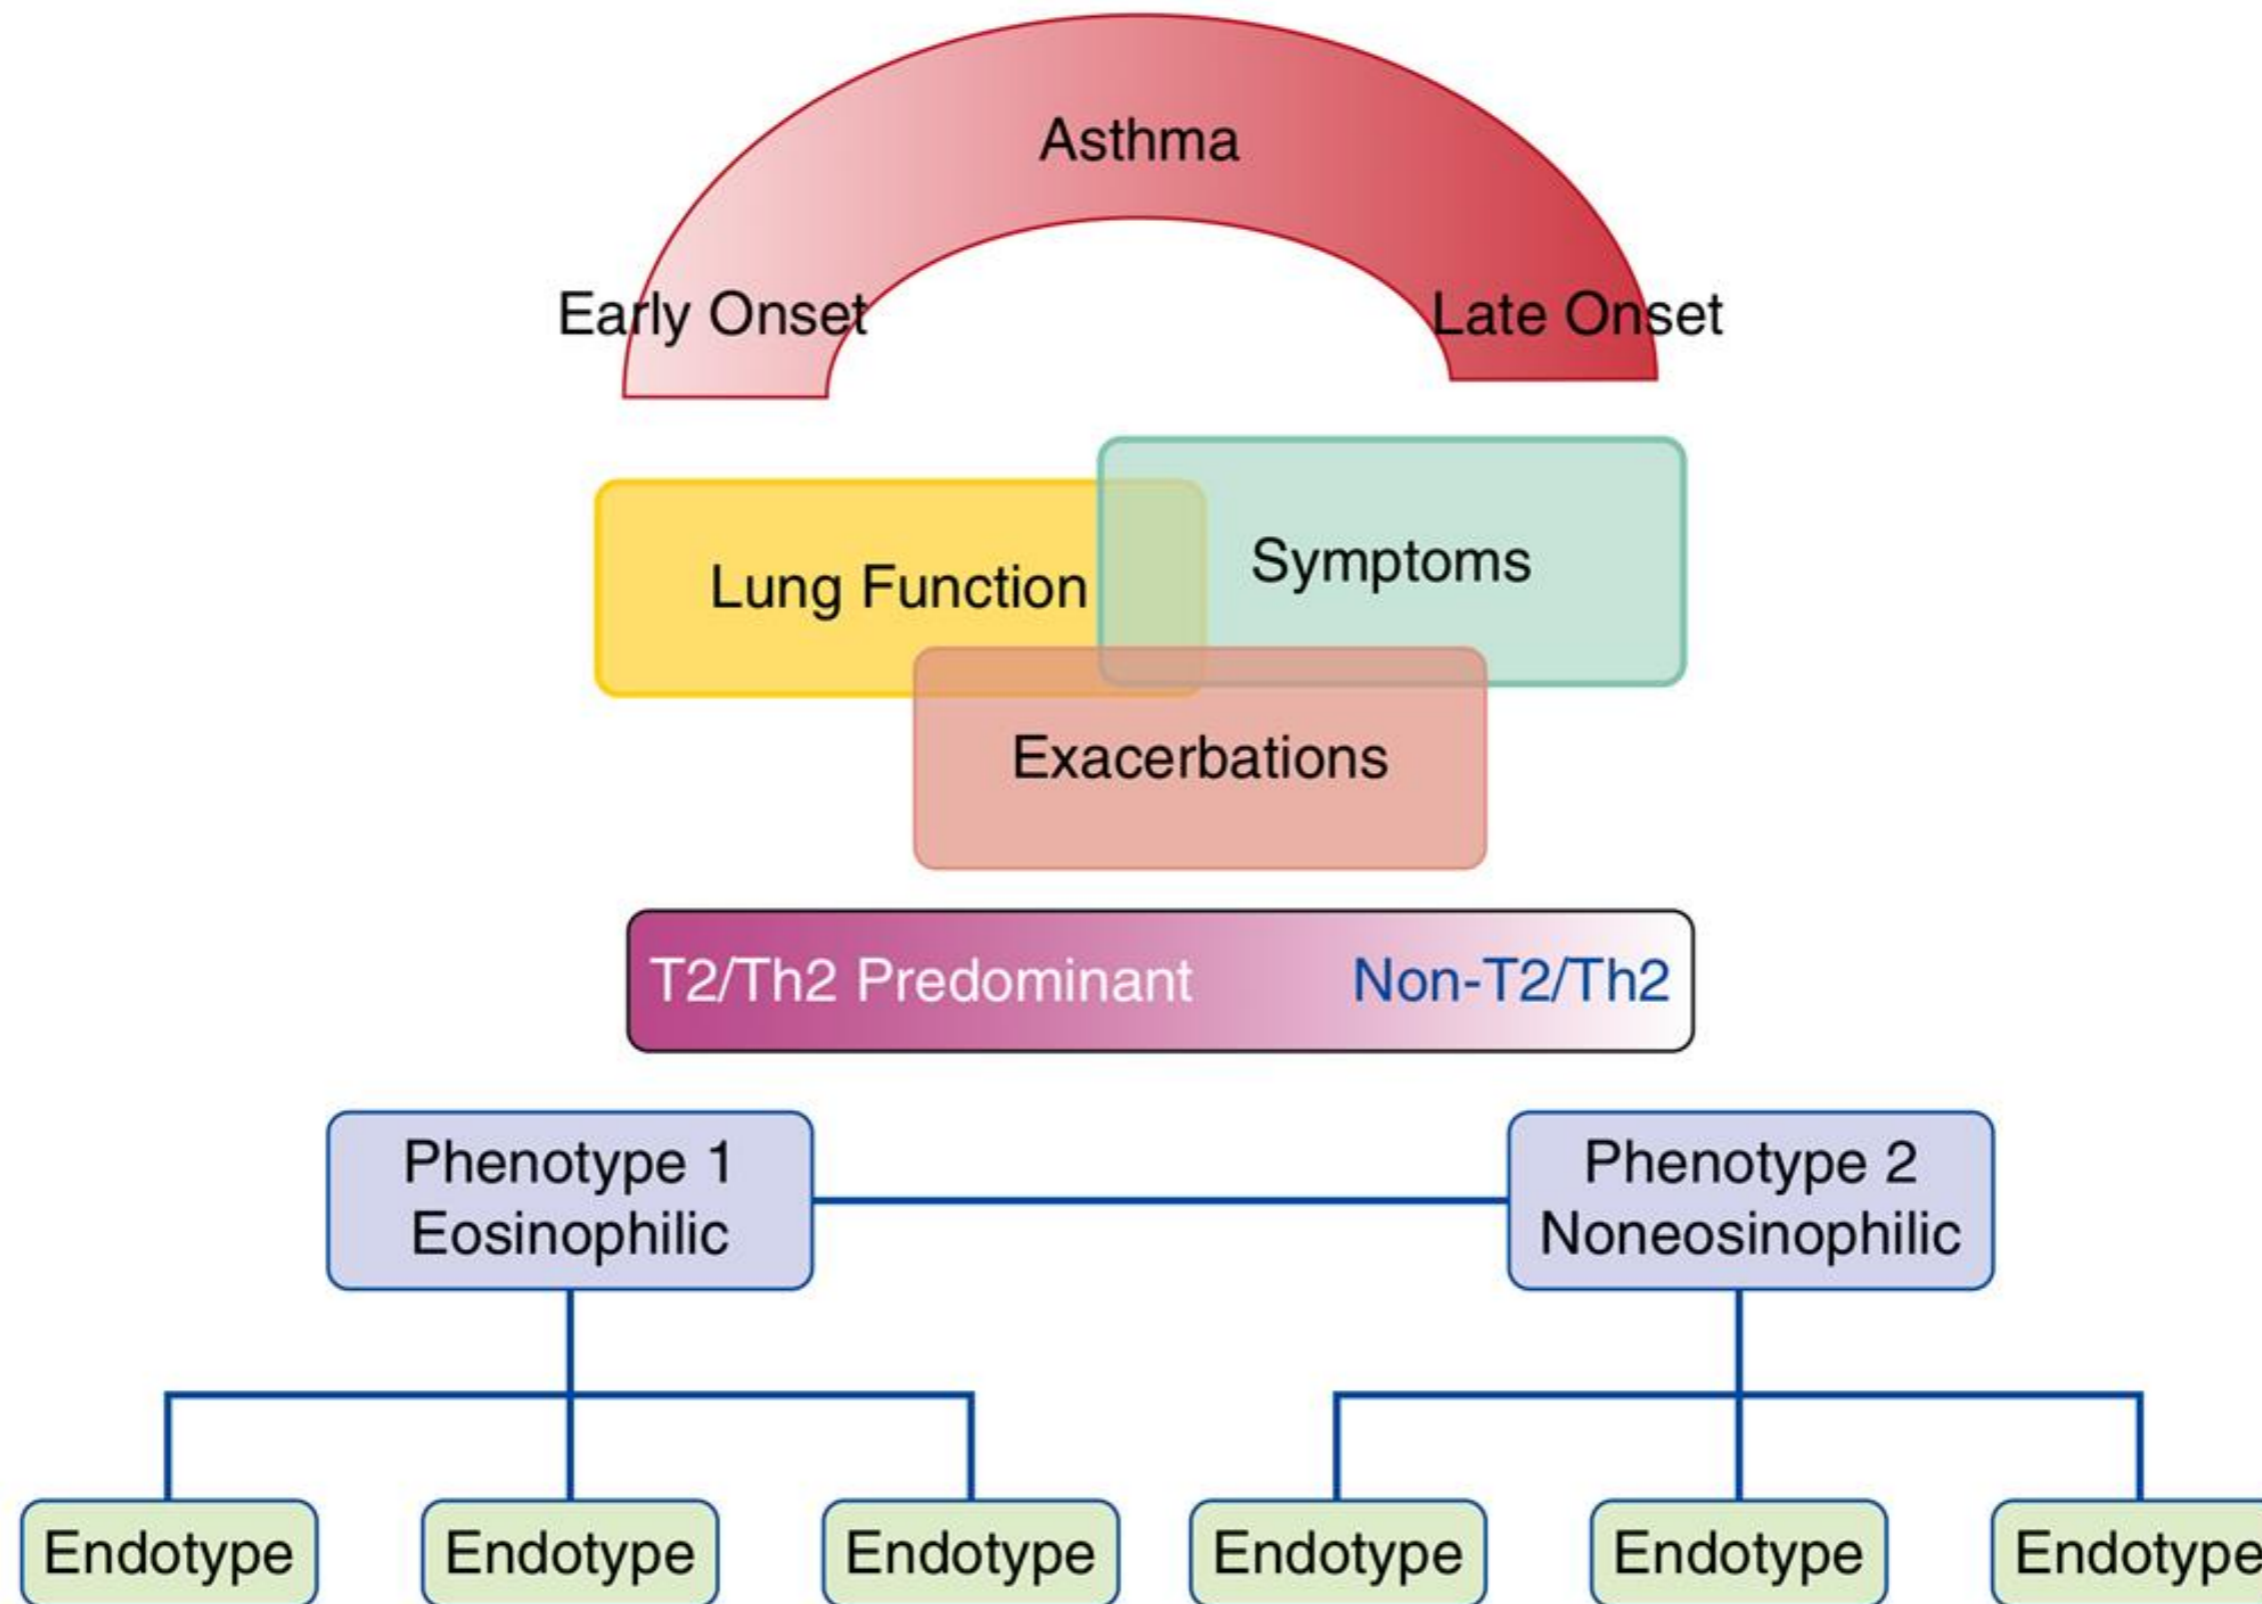 Asthma
Early Onset
Late Onset
Lung Function
Symptoms
Exacerbations
T2/Th2 Predominant
Non-T2/Th2
Phenotype 1
Eosinophilic
Phenotype 2
Noneosinophilic
Endotype
Endotype
Endotype
Endotype
Endotype
Endotype